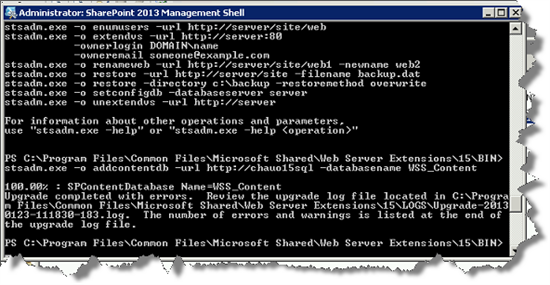 Administrator: SharePoint 2013 Management Shell
stsadm.exe -o enumusers -url http://server/site/web
stsadm.exe -o extendvs -url http://server:80
-ownerlogin DOMAIN\name
-owneremail someone@example.com
stsadm.exe -o renameweb -url http://server/site/web1 -newname web2
stsadm.exe -o restore -url http://server/site -filename backup.dat
stsadm.exe -o restore -directory c:\backup -restoremethod overwrite
stsadm.exe -o setconfigdb -databaseserver server
stsadm.exe -o unextendvs -url http://server
For information about other operations and parameters,
use "stsadm.exe -help" or "stsadm.exe -help <operation>"
PS C:\Program Files\Common Files\Microsoft Shared\Web Server Extensions\15\BIN>
stsadm.exe -o addcontentdb -url http://chauo15sql -databasename WSS_Content
100.00% : SPContentDatabase Name=WSS_Content
Upgrade completed with errors.  Review the upgrade log file located in C:\Progra
m Files\Common Files\Microsoft Shared\Web Server Extensions\15\LOGS\Upgrade-2013
0123-111830-183.log.  The number of errors and warnings is listed at the end of
the upgrade log file.
PS C:\Program Files\Common Files\Microsoft Shared\Web Server Extensions\15\BIN>